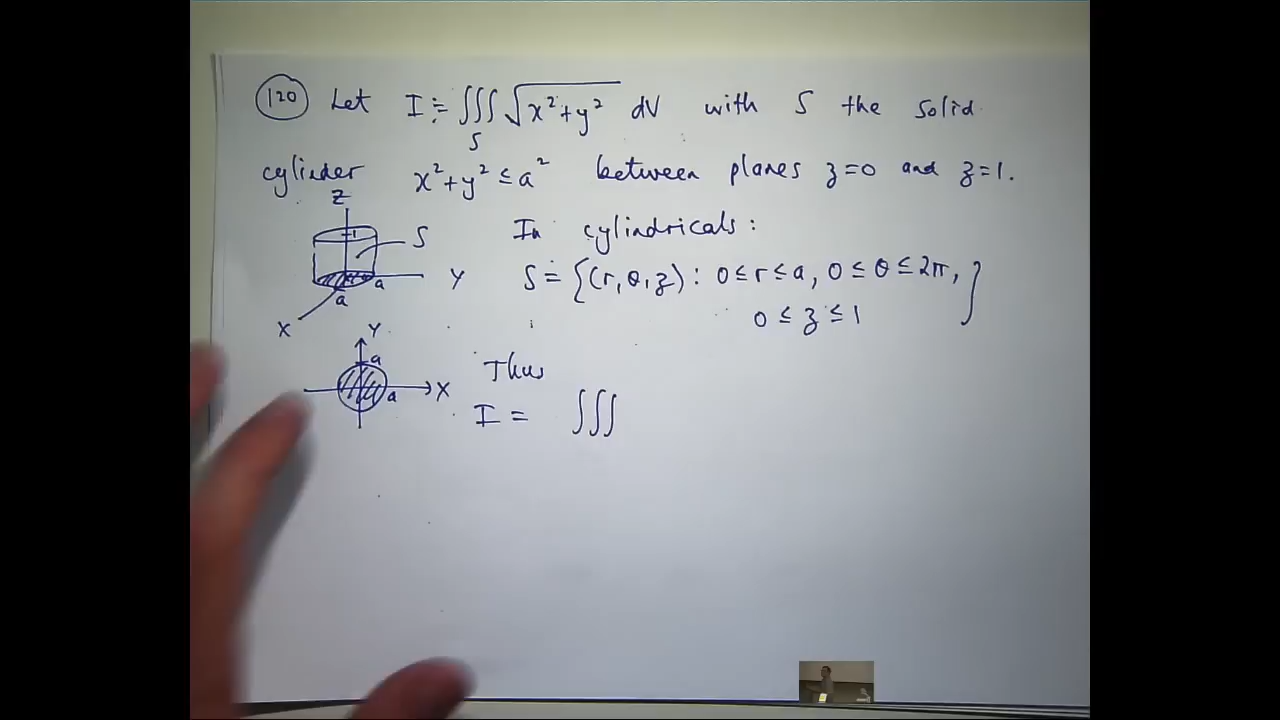 120 Let I := ∭_S √(x²+y²) dV with S the solid
cylinder x²+y² ≤ a² between planes z=0 and z=1.
Z
1
S
Y
a
a
X
In cylindricals:
S = {(r,θ,z) : 0 ≤ r ≤ a, 0 ≤ θ ≤ 2π,
0 ≤ z ≤ 1}
Y
a
a
X
Thus
I = ∭